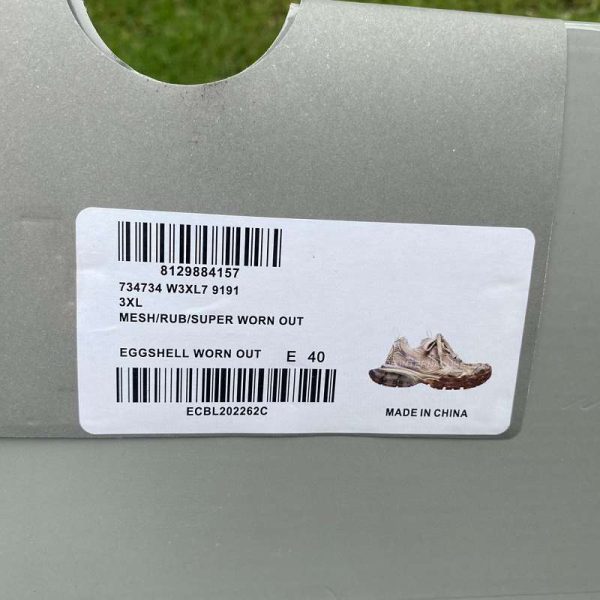 8129884157
734734 W3XL7 9191
3XL
MESH/RUB/SUPER WORN OUT
EGGSHELL WORN OUT E 40
ECBL202262C
MADE IN CHINA